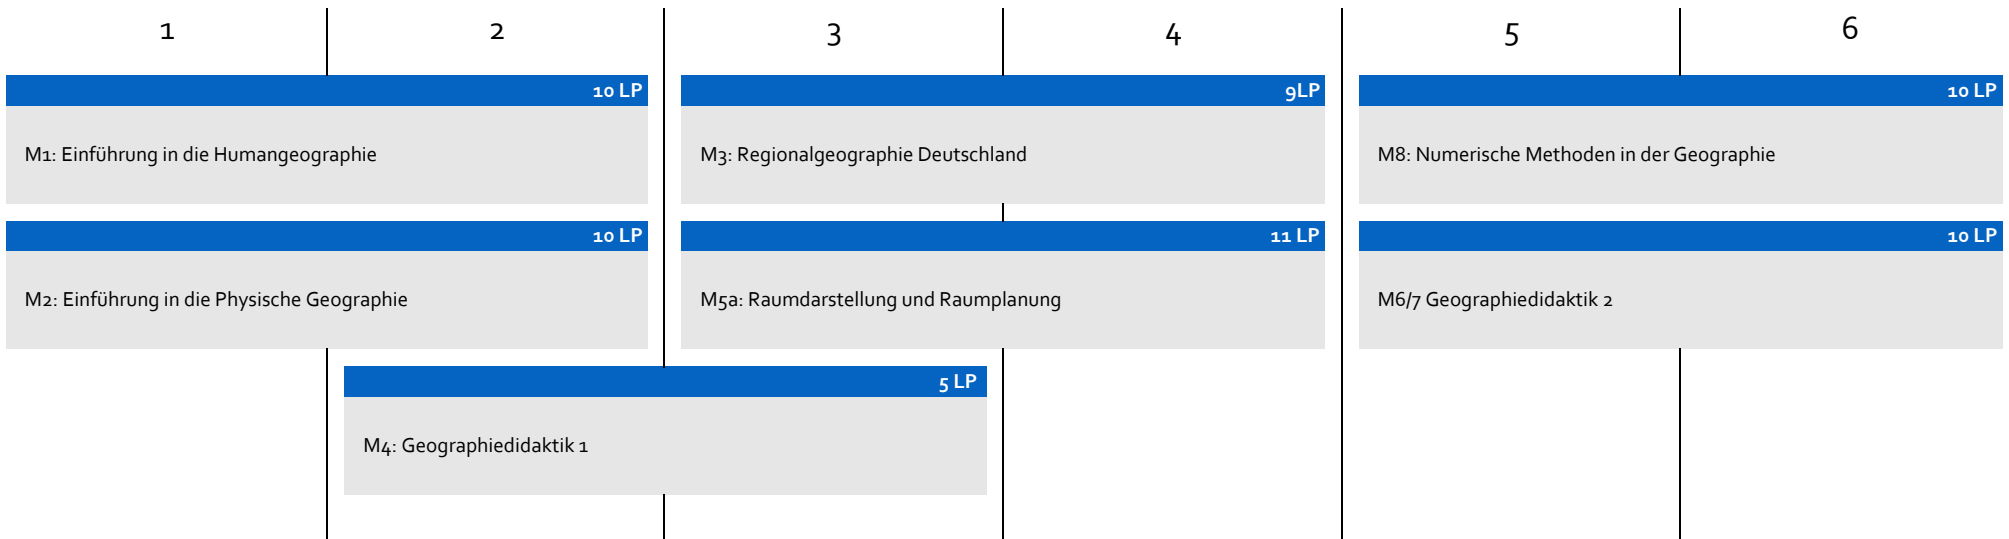 1 2 3 4 5 6
10 LP 9LP 10 LP
M1: Einführung in die Humangeographie M3: Regionalgeographie Deutschland M8: Numerische Methoden in der Geographie
10 LP 11 LP 10 LP
M2: Einführung in die Physische Geographie M5a: Raumdarstellung und Raumplanung M6/7 Geographiedidaktik 2
5 LP
M4: Geographiedidaktik 1